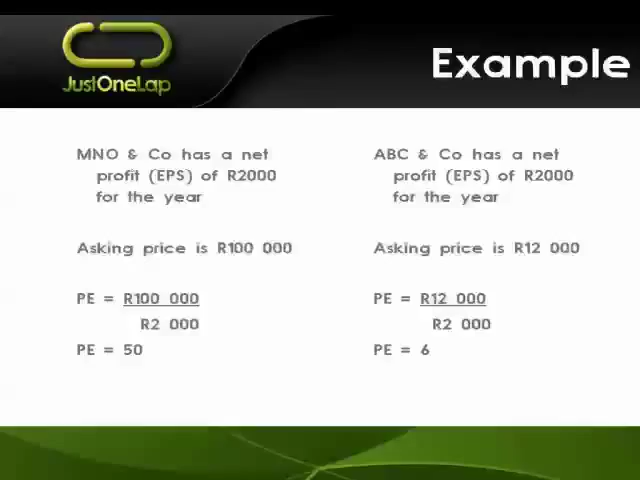 JustOneLap
Example
MNO & Co has a net
profit (EPS) of R2000
for the year
Asking price is R100 000
PE = R100 000
R2 000
PE = 50
ABC & Co has a net
profit (EPS) of R2000
for the year
Asking price is R12 000
PE = R12 000
R2 000
PE = 6